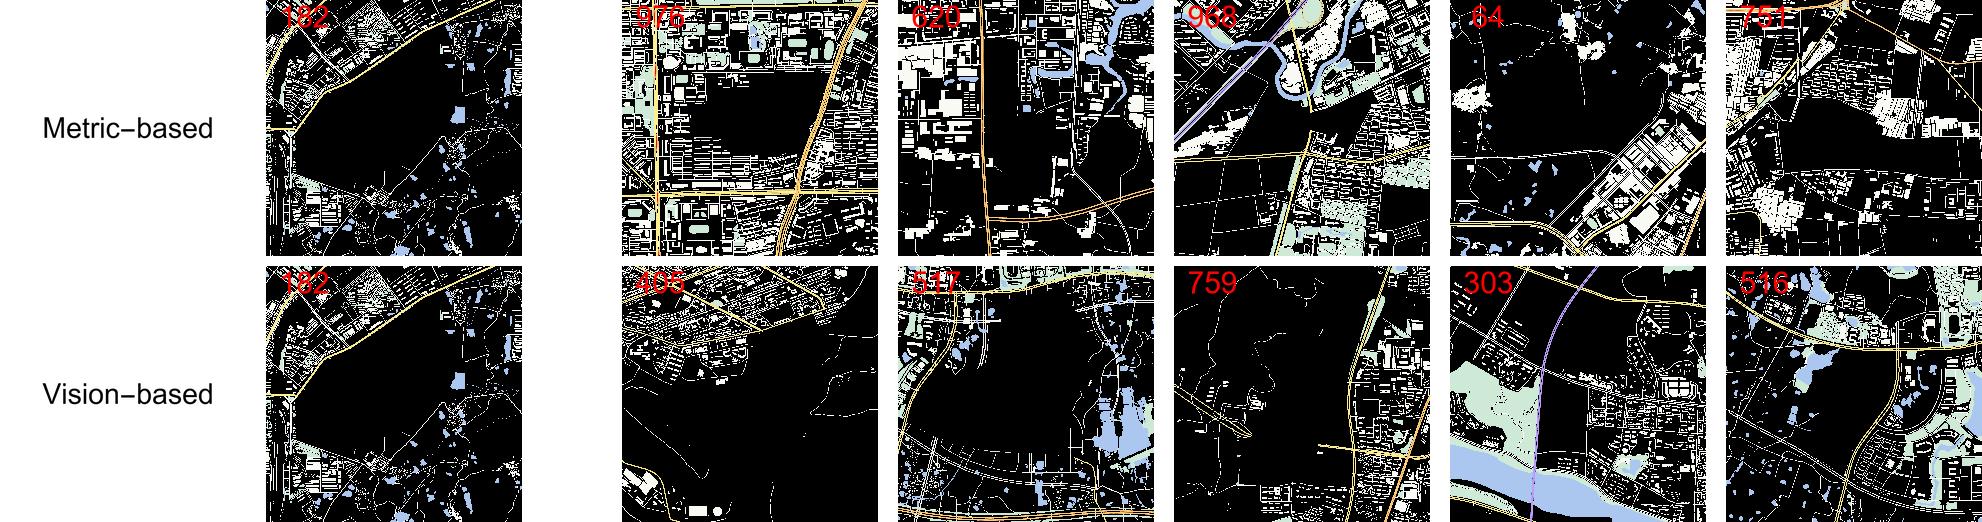 182 976 620 968 64 751
Metric–based
182 405 517 759 303 516
Vision–based